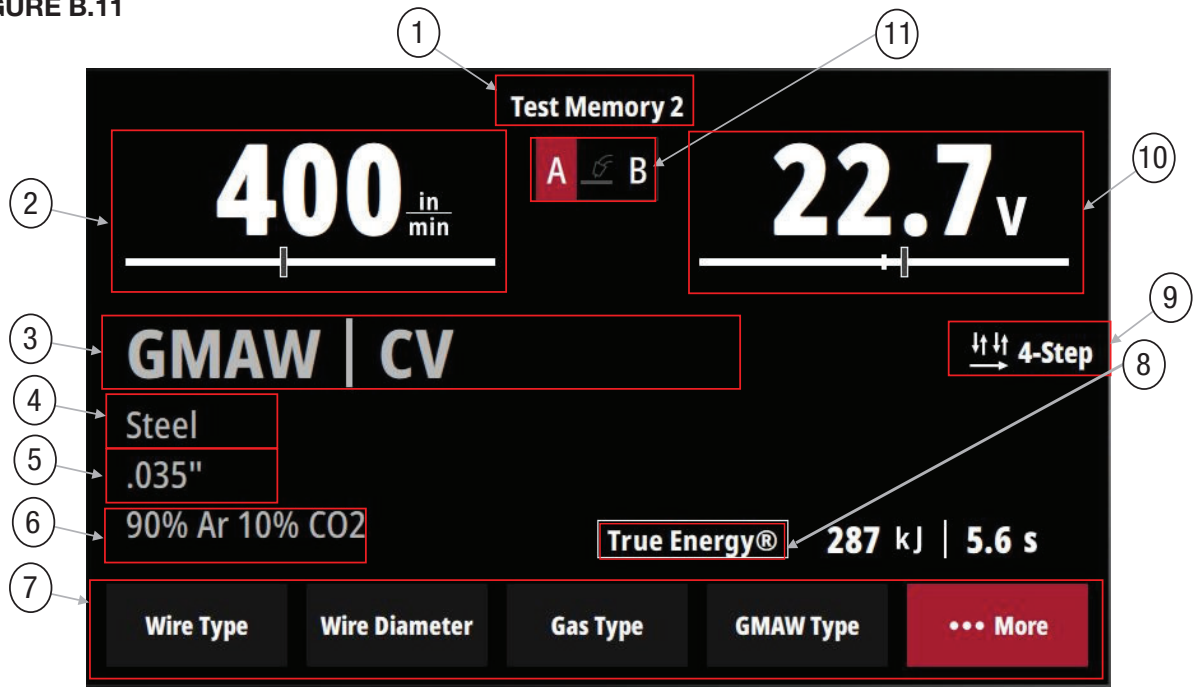 GURE B.11
1
11
Test Memory 2
2
400 in/min
A B
22.7 V
10
3
GMAW | CV
4-Step
9
8
4
Steel
5
.035"
6
90% Ar 10% CO2
True Energy® 287 kJ | 5.6 s
7
Wire Type Wire Diameter Gas Type GMAW Type ••• More